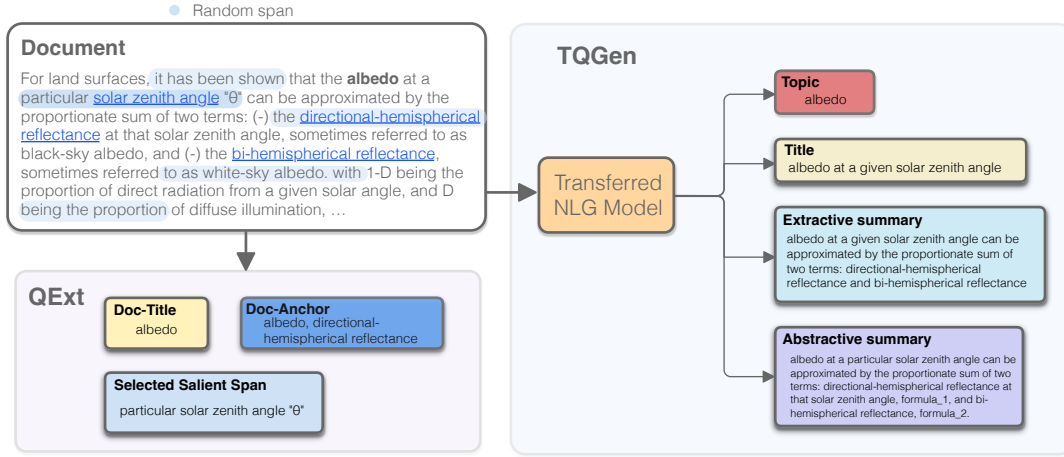 Random span
Document
For land surfaces, it has been shown that the albedo at a
particular solar zenith angle "θ" can be approximated by the
proportionate sum of two terms: (-) the directional-hemispherical
reflectance at that solar zenith angle, sometimes referred to as
black-sky albedo, and (-) the bi-hemispherical reflectance,
sometimes referred to as white-sky albedo. with 1-D being the
proportion of direct radiation from a given solar angle, and D
being the proportion of diffuse illumination, …
QExt
Doc-Title
albedo
Doc-Anchor
albedo, directional-
hemispherical reflectance
Selected Salient Span
particular solar zenith angle "θ"
TQGen
Transferred
NLG Model
Topic
albedo
Title
albedo at a given solar zenith angle
Extractive summary
albedo at a given solar zenith angle can be
approximated by the proportionate sum of
two terms: directional-hemispherical
reflectance and bi-hemispherical reflectance
Abstractive summary
albedo at a particular solar zenith angle can be
approximated by the proportionate sum of two
terms: directional-hemispherical reflectance at
that solar zenith angle, formula_1, and bi-
hemispherical reflectance, formula_2.